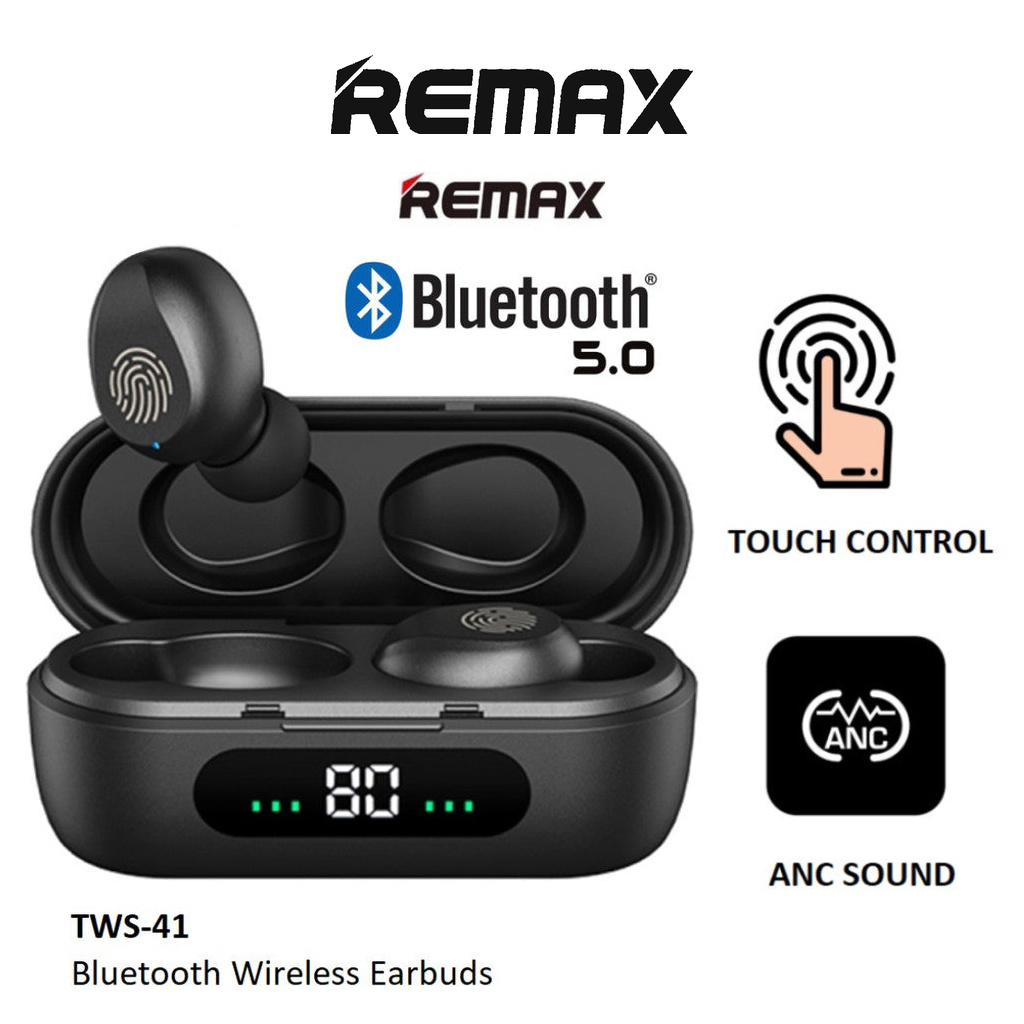 REMAX
REMAX
Bluetooth®
5.0
TOUCH CONTROL
80
ANC
ANC SOUND
TWS-41
Bluetooth Wireless Earbuds